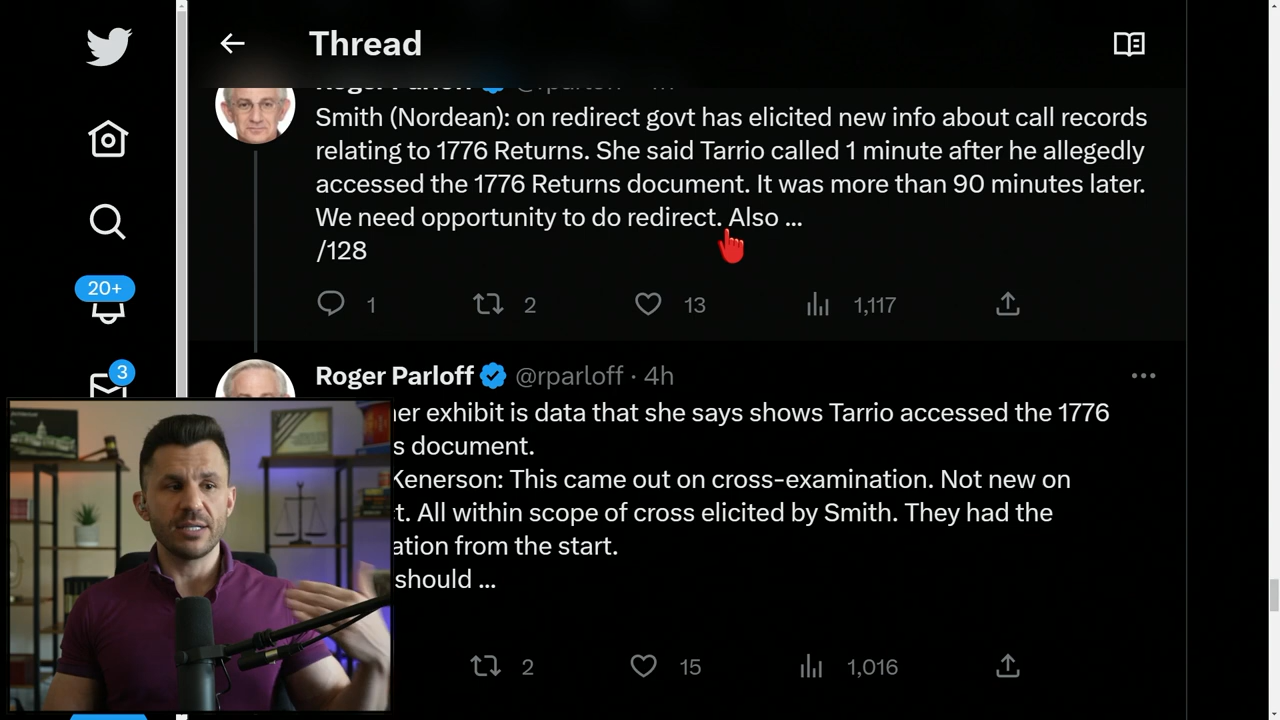 Thread
Roger Parloff @rparloff · 4h
Smith (Nordean): on redirect govt has elicited new info about call records
relating to 1776 Returns. She said Tarrio called 1 minute after he allegedly
accessed the 1776 Returns document. It was more than 90 minutes later.
We need opportunity to do redirect. Also ...
/128
1 2 13 1,117
20+
3
Roger Parloff @rparloff · 4h
exhibit is data that she says shows Tarrio accessed the 1776
document.
Kenerson: This came out on cross-examination. Not new on
All within scope of cross elicited by Smith. They had the
from the start.
should ...
2 15 1,016